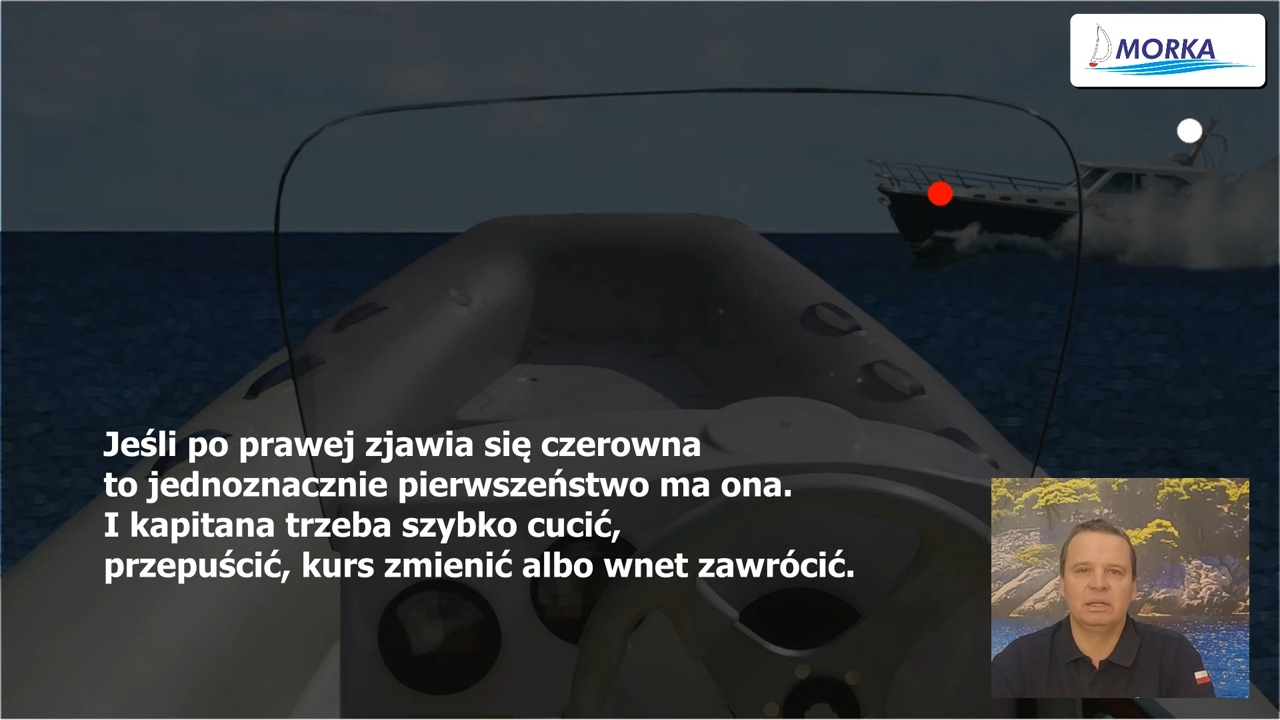 MORKA
Jeśli po prawej zjawia się czerowna
to jednoznacznie pierwszeństwo ma ona.
I kapitana trzeba szybko cucić,
przepuścić, kurs zmienić albo wnet zawrócić.